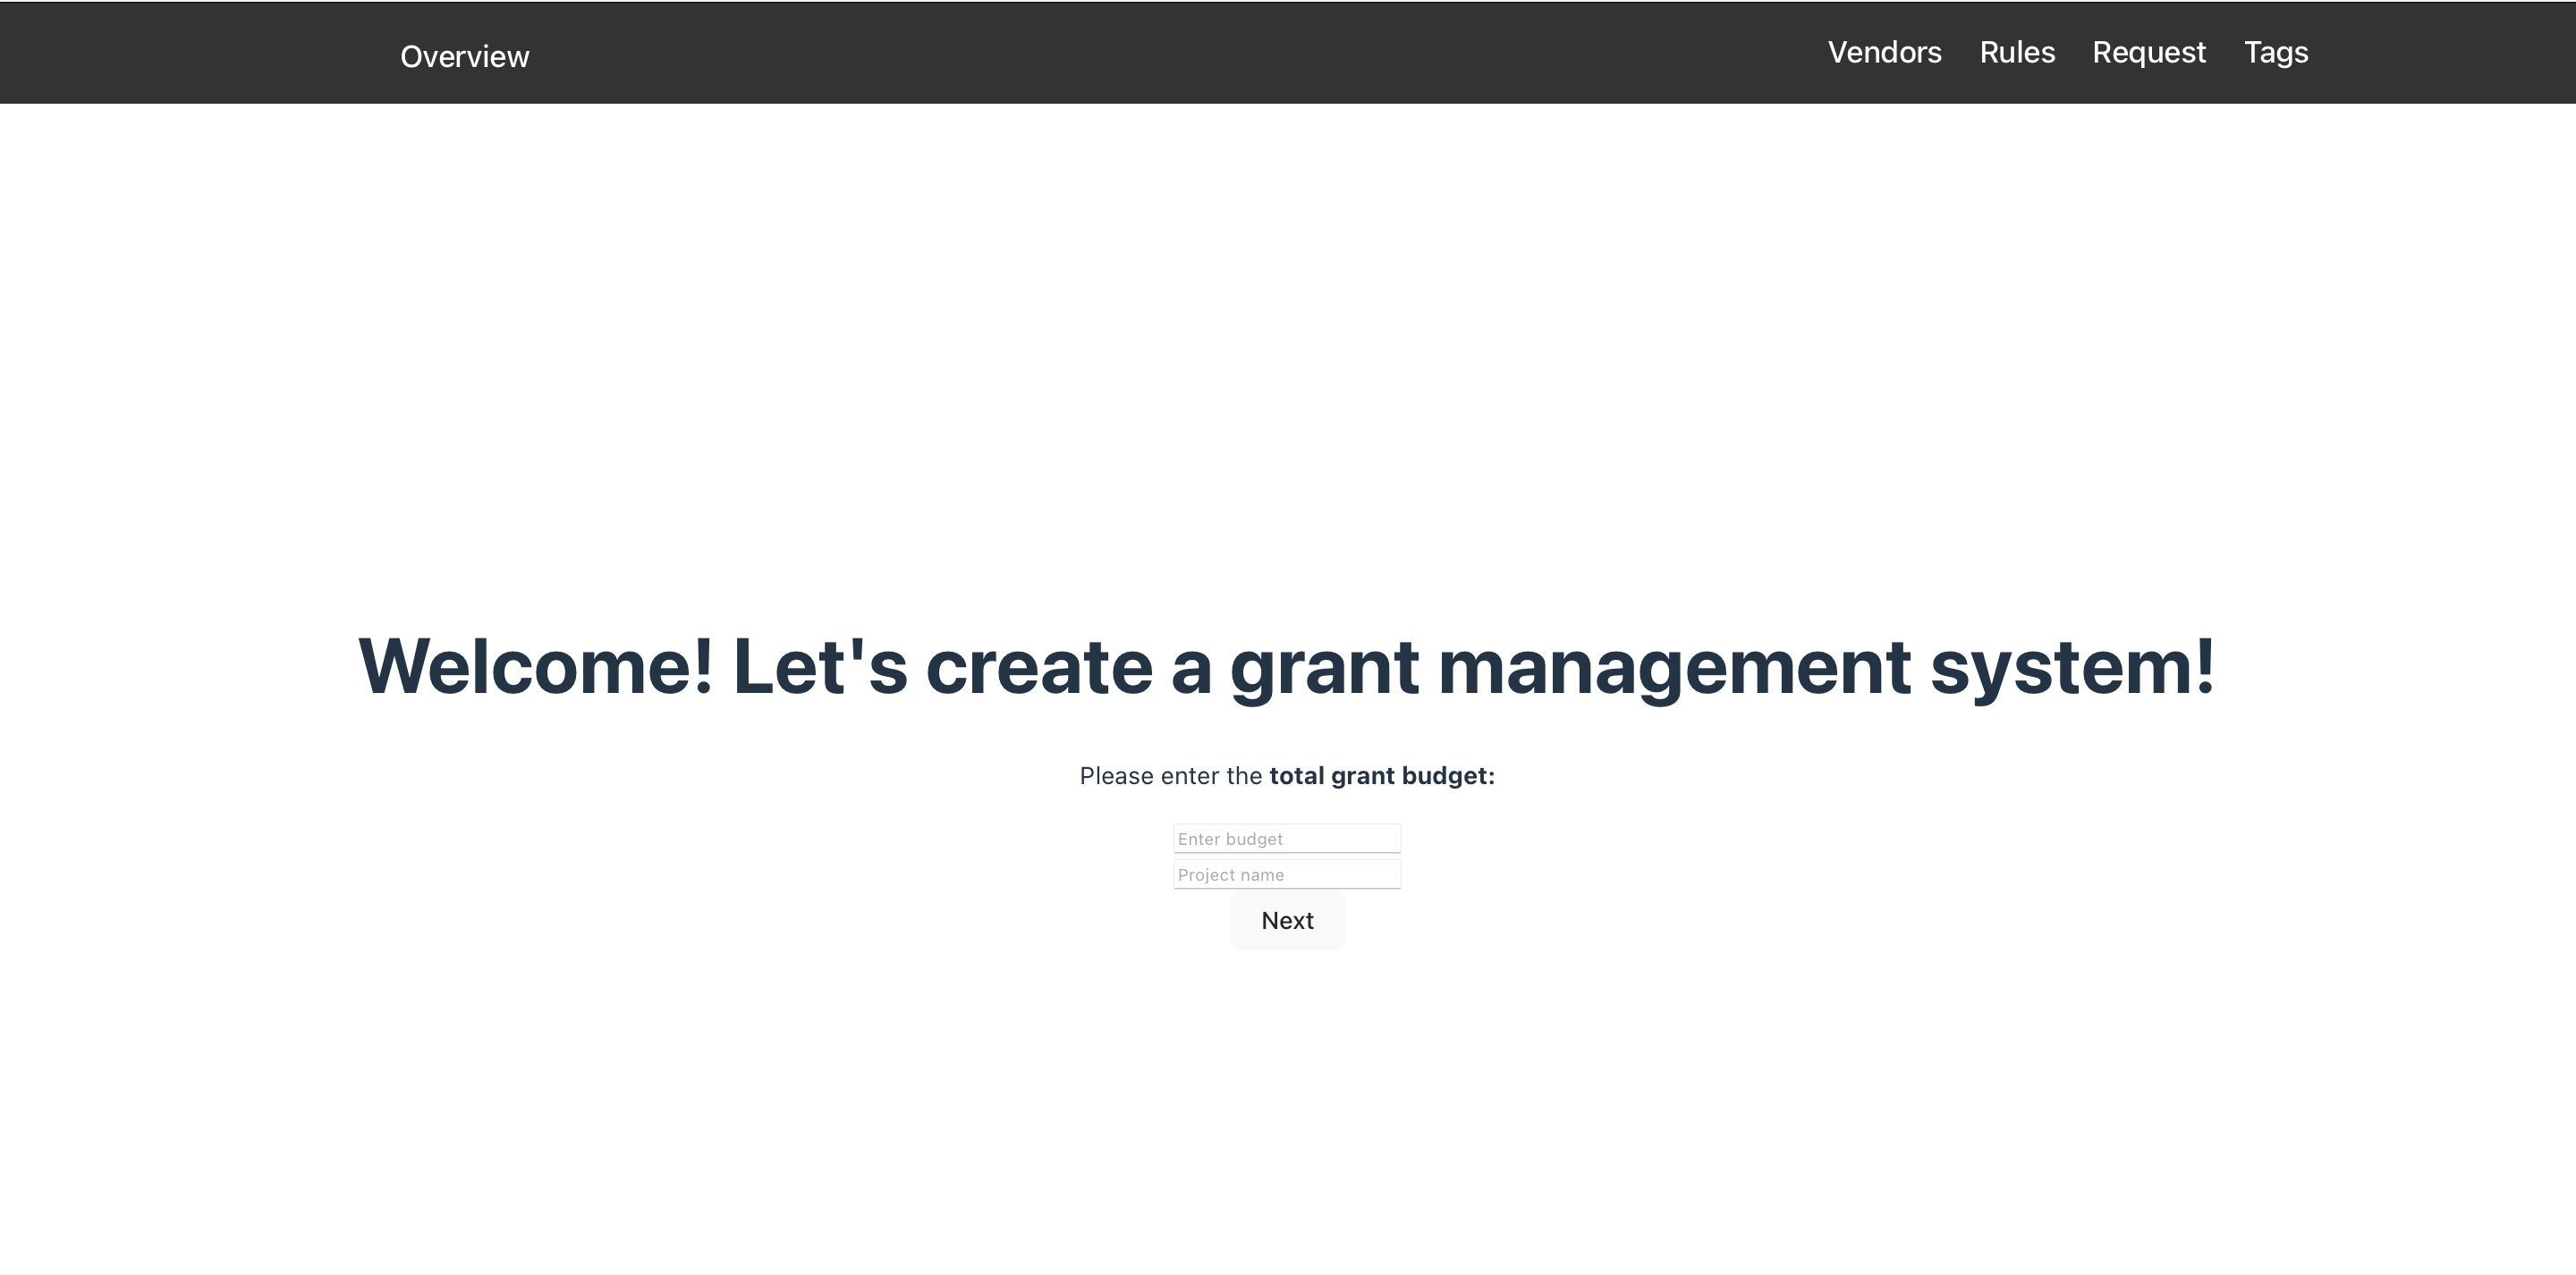 Overview Vendors Rules Request Tags
Welcome! Let's create a grant management system!
Please enter the total grant budget:
Enter budget
Project name
Next